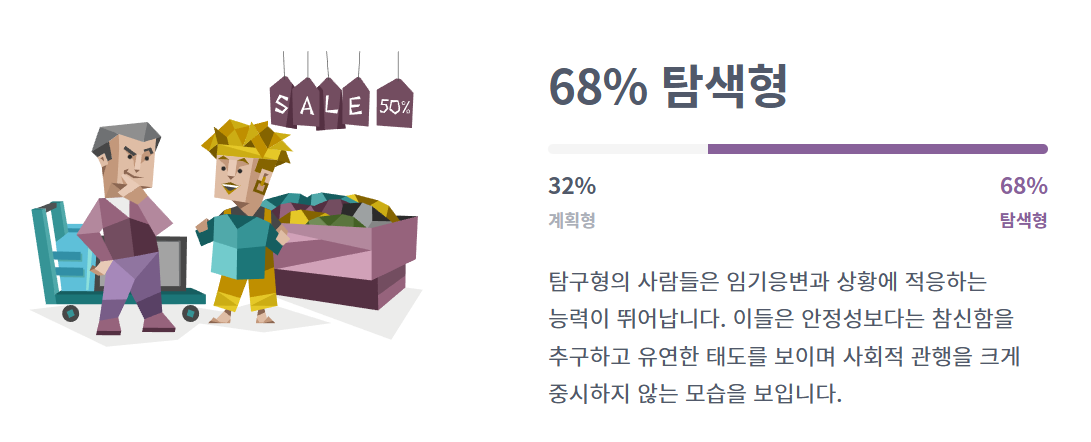 SALE 50%
68% 탐색형
32% 68%
계획형 탐색형
탐구형의 사람들은 임기응변과 상황에 적응하는
능력이 뛰어납니다. 이들은 안정성보다는 참신함을
추구하고 유연한 태도를 보이며 사회적 관행을 크게
중시하지 않는 모습을 보입니다.